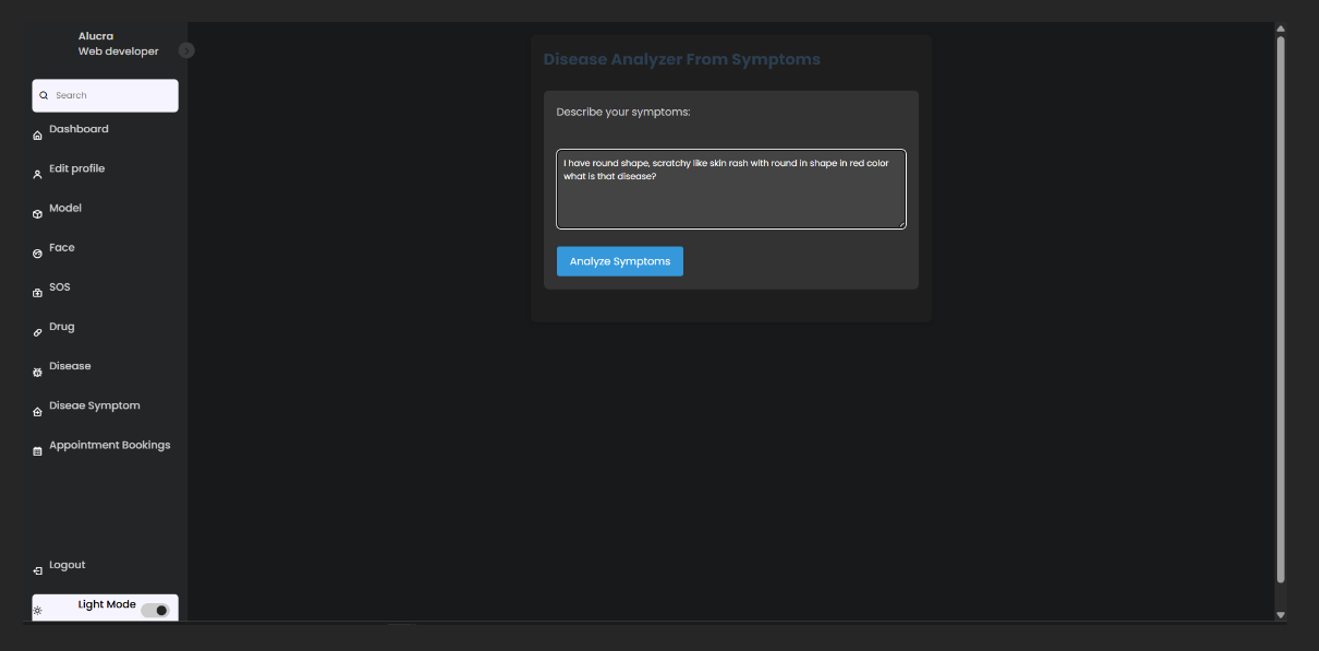 Alucra
Web developer
Search
Dashboard
Edit profile
Model
Face
SOS
Drug
Disease
Diseae Symptom
Appointment Bookings
Logout
Light Mode
Disease Analyzer From Symptoms
Describe your symptoms:
I have round shape, scratchy like skin rash with round in shape in red color
what is that disease?
Analyze Symptoms